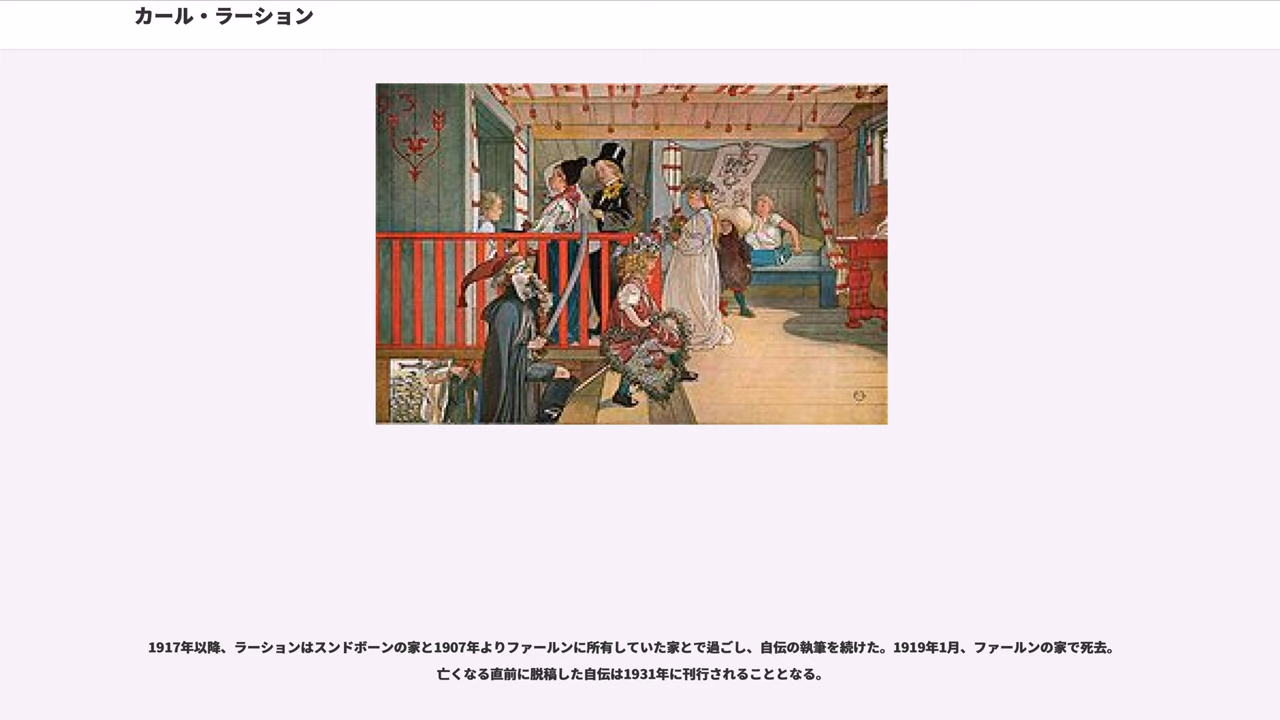 カール・ラーション
93
1917年以降、ラーションはスンドボーンの家と1907年よりファールンに所有していた家とで過ごし、自伝の執筆を続けた。1919年1月、ファールンの家で死去。
亡くなる直前に脱稿した自伝は1931年に刊行されることとなる。